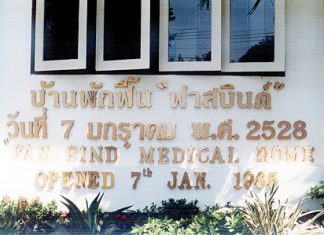 บ้านพักฟื้น "ฟาสบินด์"
วันที่ 7 มกราคม พ.ศ. 2528
"FASSBIND" MEDICAL HOME
OPENED 7th JAN. 1985